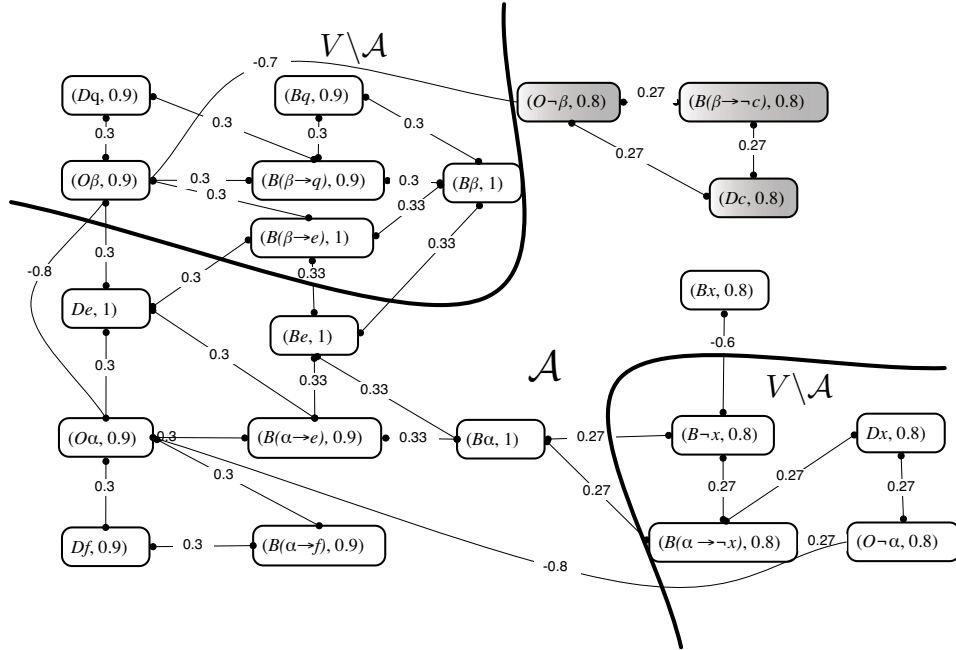 V\𝒜
-0.7
(Dq, 0.9)
(Bq, 0.9)
(O¬β, 0.8)
0.27
(B(β→¬c), 0.8)
0.3
0.3
0.3
0.3
0.27
0.27
(Oβ, 0.9)
0.3
(B(β→q), 0.9)
0.3
(Bβ, 1)
(Dc, 0.8)
0.3
0.33
(B(β→e), 1)
0.33
-0.8
0.3
0.3
0.33
(Bx, 0.8)
De, 1)
(Be, 1)
-0.6
0.3
0.3
0.33
0.33
𝒜
V\𝒜
(Oα, 0.9)
0.3
(B(α→e), 0.9)
0.33
(Bα, 1)
0.27
(B¬x, 0.8)
Dx, 0.8)
0.3
0.3
0.27
0.27
0.27
0.27
Df, 0.9)
0.3
(B(α→f), 0.9)
(B(α→¬x), 0.8)
0.27
(O¬α, 0.8)
-0.8